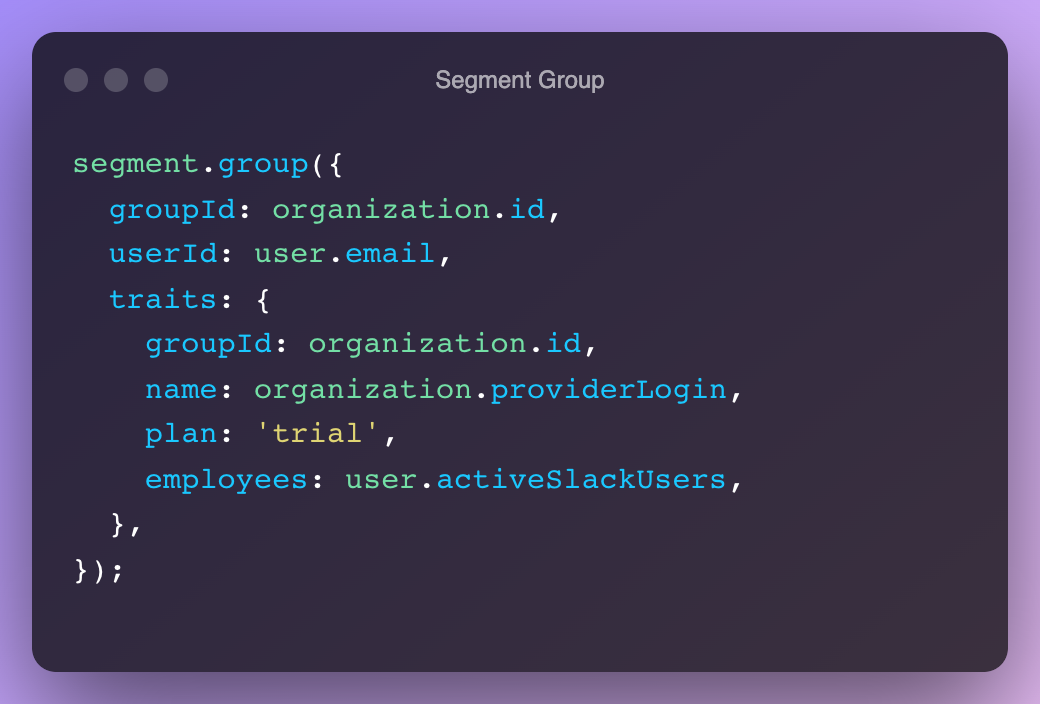 Segment Group
segment.group({
  groupId: organization.id,
  userId: user.email,
  traits: {
    groupId: organization.id,
    name: organization.providerLogin,
    plan: 'trial',
    employees: user.activeSlackUsers,
  },
});